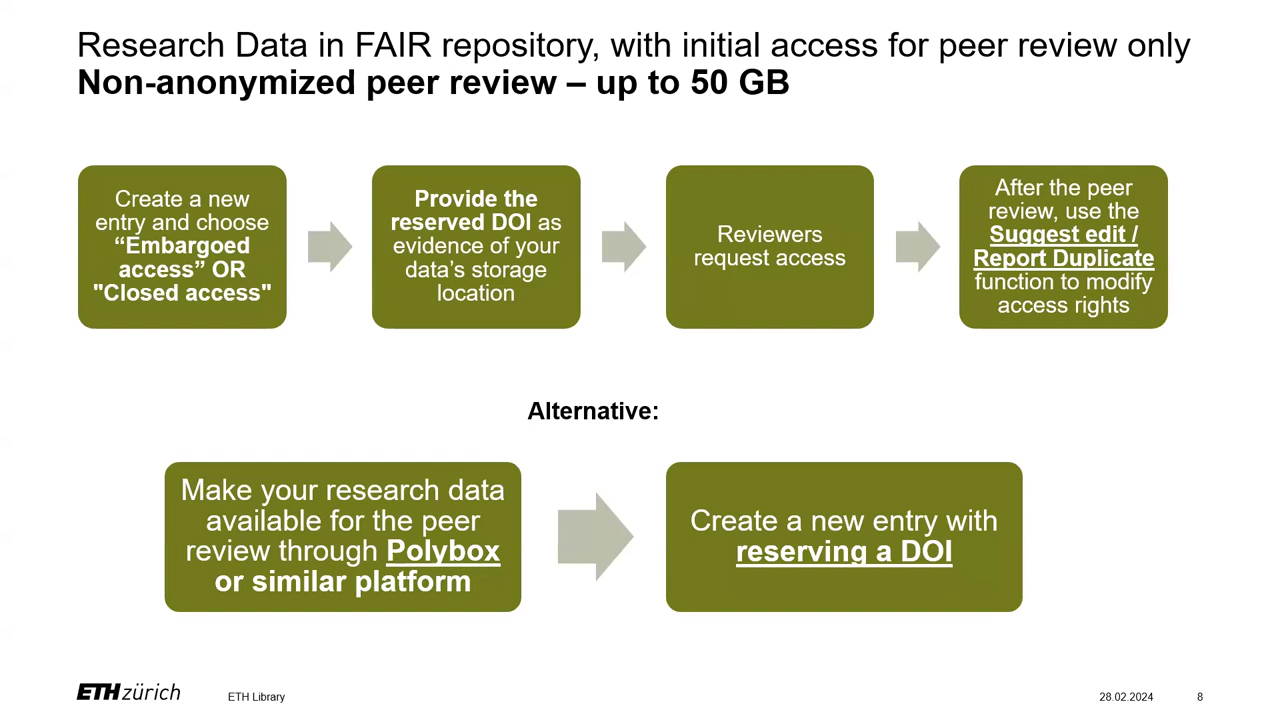 Research Data in FAIR repository, with initial access for peer review only
Non-anonymized peer review – up to 50 GB
Create a new
entry and choose
“Embargoed
access” OR
"Closed access"
Provide the
reserved DOI as
evidence of your
data’s storage
location
Reviewers
request access
After the peer
review, use the
Suggest edit /
Report Duplicate
function to modify
access rights
Alternative:
Make your research data
available for the peer
review through Polybox
or similar platform
Create a new entry with
reserving a DOI
ETH zürich
ETH Library
28.02.2024
8